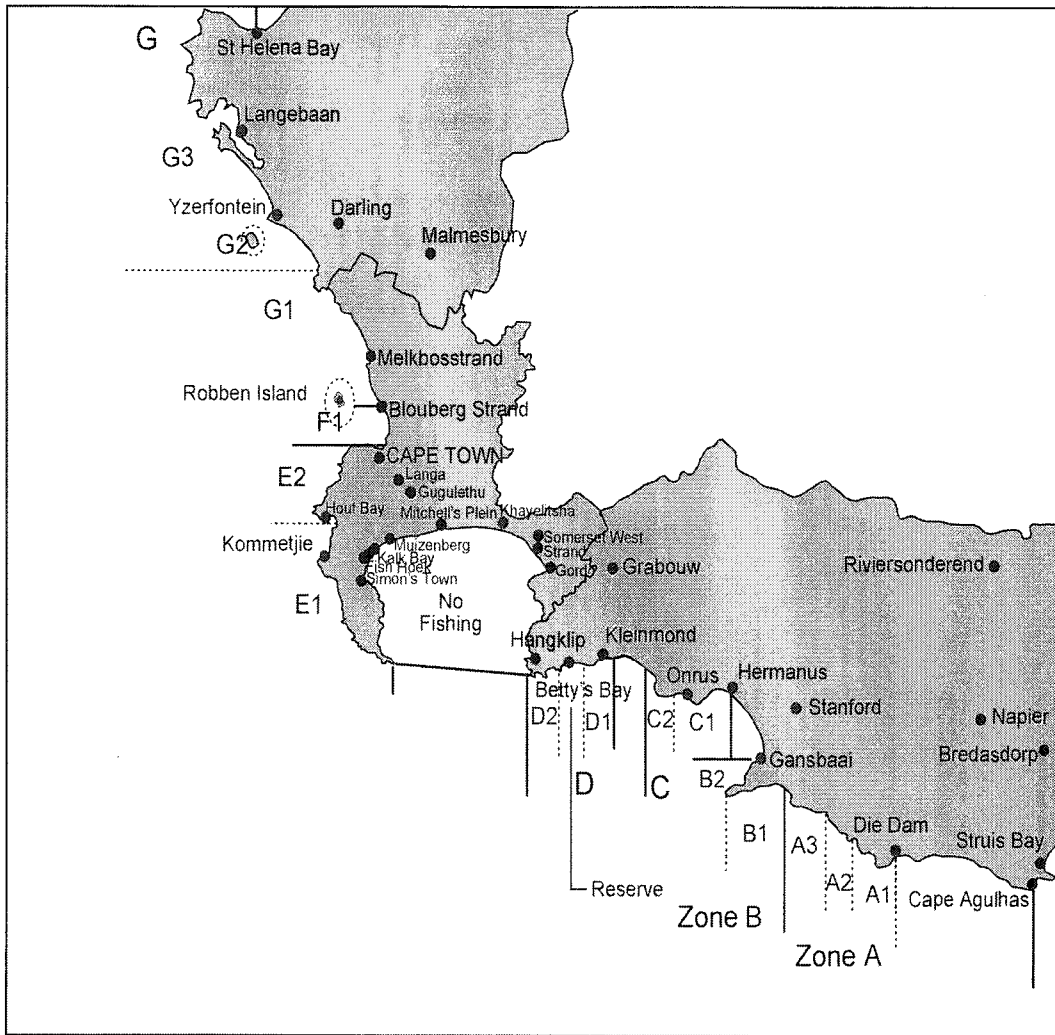 G
St Helena Bay
Langebaan
G3
Yzerfontein
Darling
G2
Malmesbury
G1
Melkbosstrand
Robben Island
Blouberg Strand
F1
CAPE TOWN
E2
Langa
Gugulethu
Hout Bay
Mitchell's Plein
Khayelitsha
Muizenberg
Somerset West
Kommetjie
Kalk Bay
Strand
Fish Hoek
Simon's Town
Grabouw
Riviersonderend
E1
No
Fishing
Hangklip
Kleinmond
Betty's Bay
Onrus
Hermanus
D2
D1
C2
C1
Stanford
Napier
Bredasdorp
D
C
B2
Gansbaai
B1
A3
Die Dam
Struis Bay
A2
A1
Cape Agulhas
Reserve
Zone B
Zone A